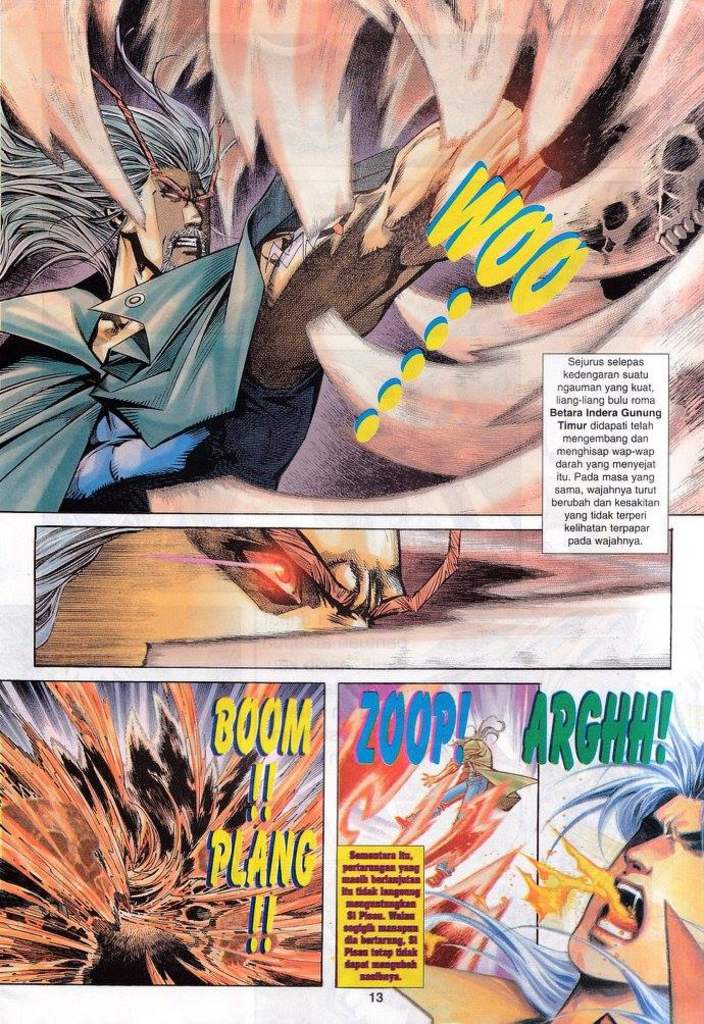 WOO
.....
Sejurus selepas
kedengaran suatu
ngauman yang kuat,
liang-liang bulu roma
Betara Indera Gunung
Timur didapati telah
mengembang dan
menghisap wap-wap
darah yang menyejat
itu. Pada masa yang
sama, wajahnya turut
berubah dan kesakitan
yang tidak terperi
kelihatan terpapar
pada wajahnya.
BOOM
!!
PLANG
!!
ZOOP!
ARGHH!
Sementara itu,
pertarungan yang
masih berlanjutan
itu tidak langsung
menguntungkan
Si Pisau. Walau
segigih manapun
dia bertarung, Si
Pisau tetap tidak
dapat mengubah
nasibnya.
13